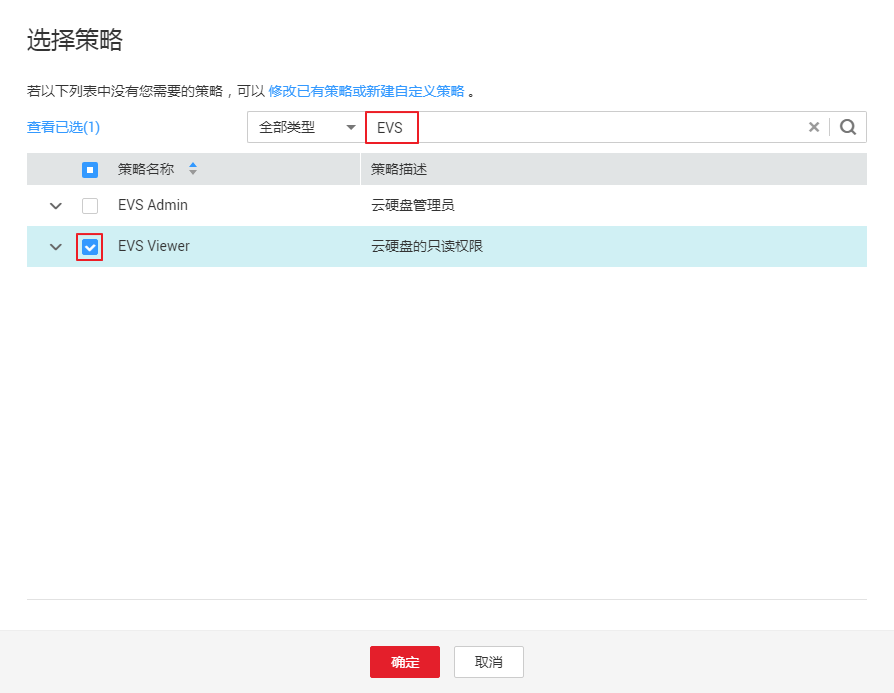 选择策略
若以下列表中没有您需要的策略，可以 修改已有策略或新建自定义策略 。
查看已选(1) 全部类型 EVS
策略名称 策略描述
EVS Admin 云硬盘管理员
EVS Viewer 云硬盘的只读权限
确定 取消